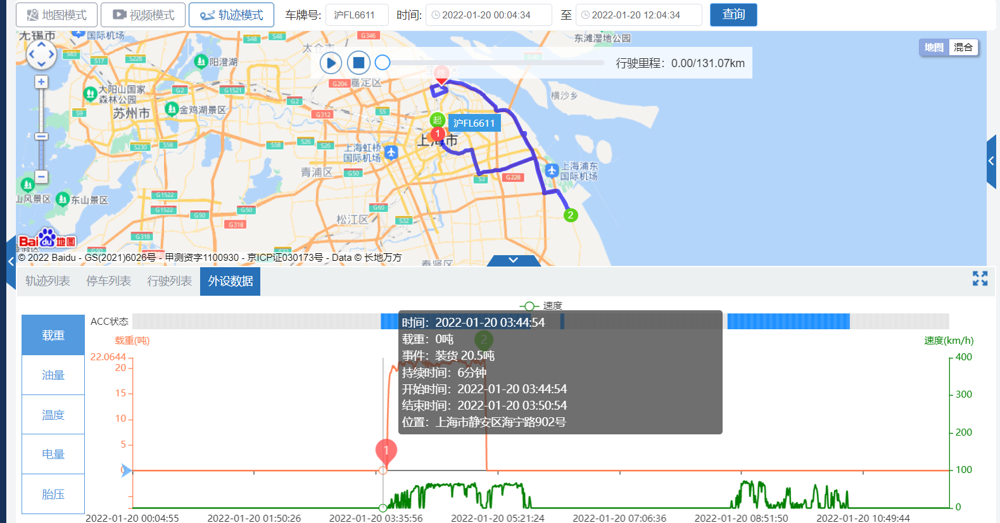 地图模式 视频模式 轨迹模式 车牌号: 沪FL6611 时间: 2022-01-20 00:04:34 至 2022-01-20 12:04:34 查询
无锡市 国际机场 S48 S48 G346 太仓市 东滩湿地公园
地图 混合
S83 S17 S228 阳澄湖
行驶里程：0.00/131.07km
终
大阳山国家
森林公园
G2 G1521 G204 嘉定区
横沙乡
S9 苏州市 金鸡湖景区 G2 G312 S5
起 沪FL6611
1
上海市
S230 S58 S58 S26 S26
上海虹桥
国际机场
青浦区 G50 S3 G228
上海浦东
国际机场
山风景区 东山景区
G1522 G1522 G50 G50 G318 G60 松江区 S32
2
G318
Bai du 地图
© 2022 Baidu - GS(2021)6026号 - 甲测资字1100930 - 京ICP证030173号 - Data © 长地万方
奉贤区
轨迹列表 停车列表 行驶列表 外设数据
速度
载重
油量
温度
电量
胎压
ACC状态
载重(吨)
速度(km/h)
22.0644
20
15
10
5
0
400
300
200
100
0
1
2
时间：2022-01-20 03:44:54
载重：0吨
事件：装货 20.5吨
持续时间：6分钟
开始时间：2022-01-20 03:44:54
结束时间：2022-01-20 03:50:54
位置：上海市静安区海宁路902号
2022-01-20 00:04:55 2022-01-20 01:50:26 2022-01-20 03:35:56 2022-01-20 05:21:24 2022-01-20 07:06:36 2022-01-20 08:51:50 2022-01-20 10:49:44